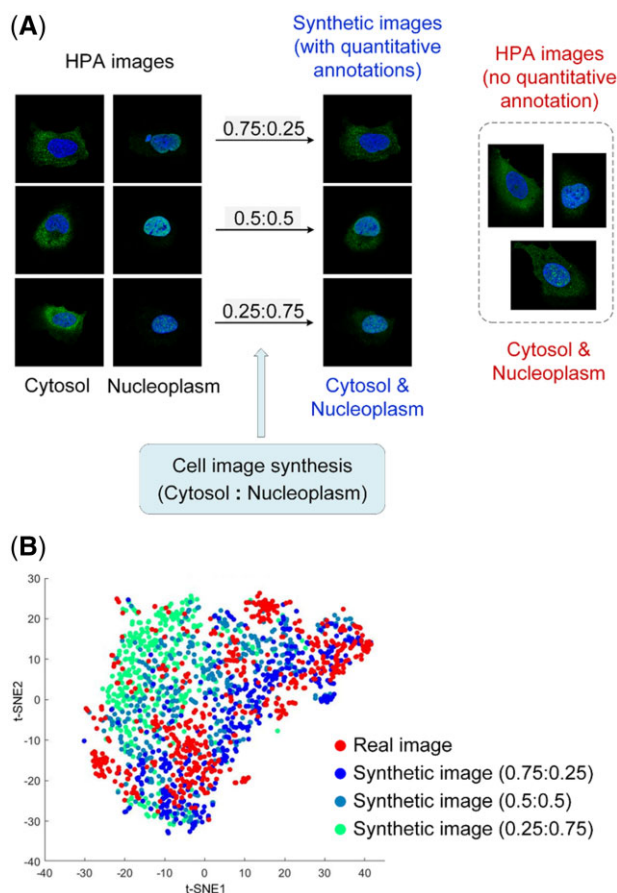 (A)
HPA images
Synthetic images
(with quantitative
annotations)
HPA images
(no quantitative
annotation)
0.75:0.25
0.5:0.5
0.25:0.75
Cytosol
Nucleoplasm
Cytosol &
Nucleoplasm
Cytosol &
Nucleoplasm
Cell image synthesis
(Cytosol : Nucleoplasm)
(B)
30
20
10
0
-10
-20
-30
-40
t-SNE2
-40
-30
-20
-10
0
10
20
30
40
t-SNE1
Real image
Synthetic image (0.75:0.25)
Synthetic image (0.5:0.5)
Synthetic image (0.25:0.75)